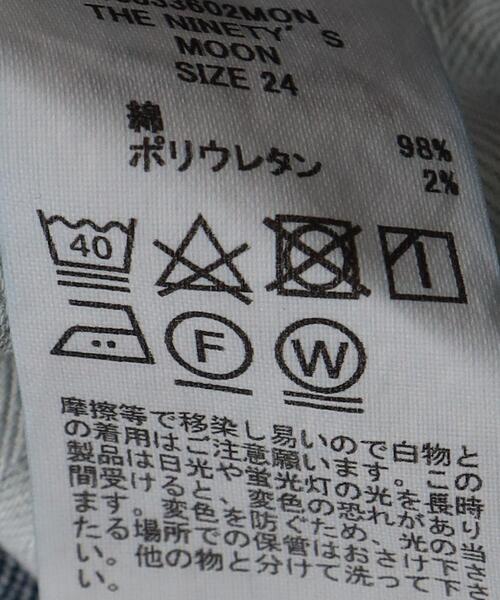 THE NINETY'S
MOON
SIZE 24
綿 98%
ポリウレタン 2%
40
F
W
摩擦等で移染し易いので白物と
の着用はご注意願います。この
製品は日光や蛍光灯の光を長時
間受けると、変色の恐れがあり
ます。変色を防ぐため、光の当
たる場所での保管はお避け下さ
い。他の物と分けて洗って下さ
い。